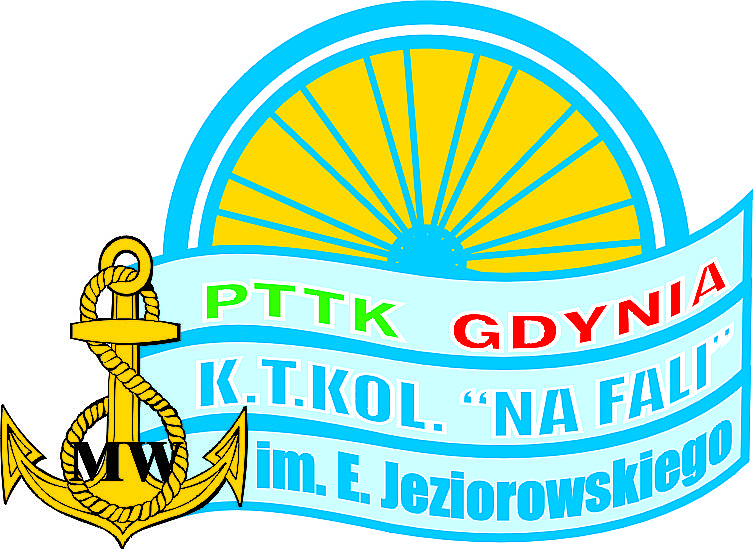 PTTK GDYNIA
K.T.KOL. “NA FALI”
im. E. Jeziorowskiego
MW